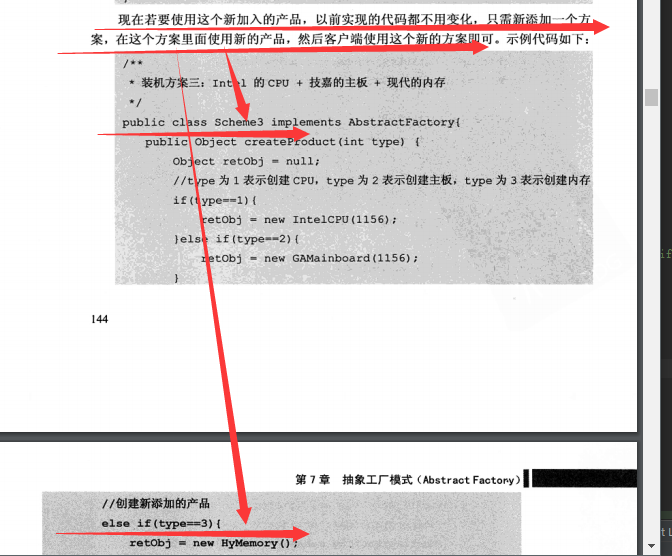 现在若要使用这个新加入的产品，以前实现的代码都不用变化，只需新添加一个方
案，在这个方案里面使用新的产品，然后客户端使用这个新的方案即可。示例代码如下：
/**
* 装机方案三：Intel 的 CPU + 技嘉的主板 + 现代的内存
*/
public class Scheme3 implements AbstractFactory{
public Object createProduct(int type) {
Object retObj = null;
//type 为 1 表示创建 CPU，type 为 2 表示创建主板，type 为 3 表示创建内存
if(type==1){
retObj = new IntelCPU(1156);
}else if(type==2){
retObj = new GAMainboard(1156);
}
144
第 7 章 抽象工厂模式（Abstract Factory）
//创建新添加的产品
else if(type==3){
retObj = new HyMemory();